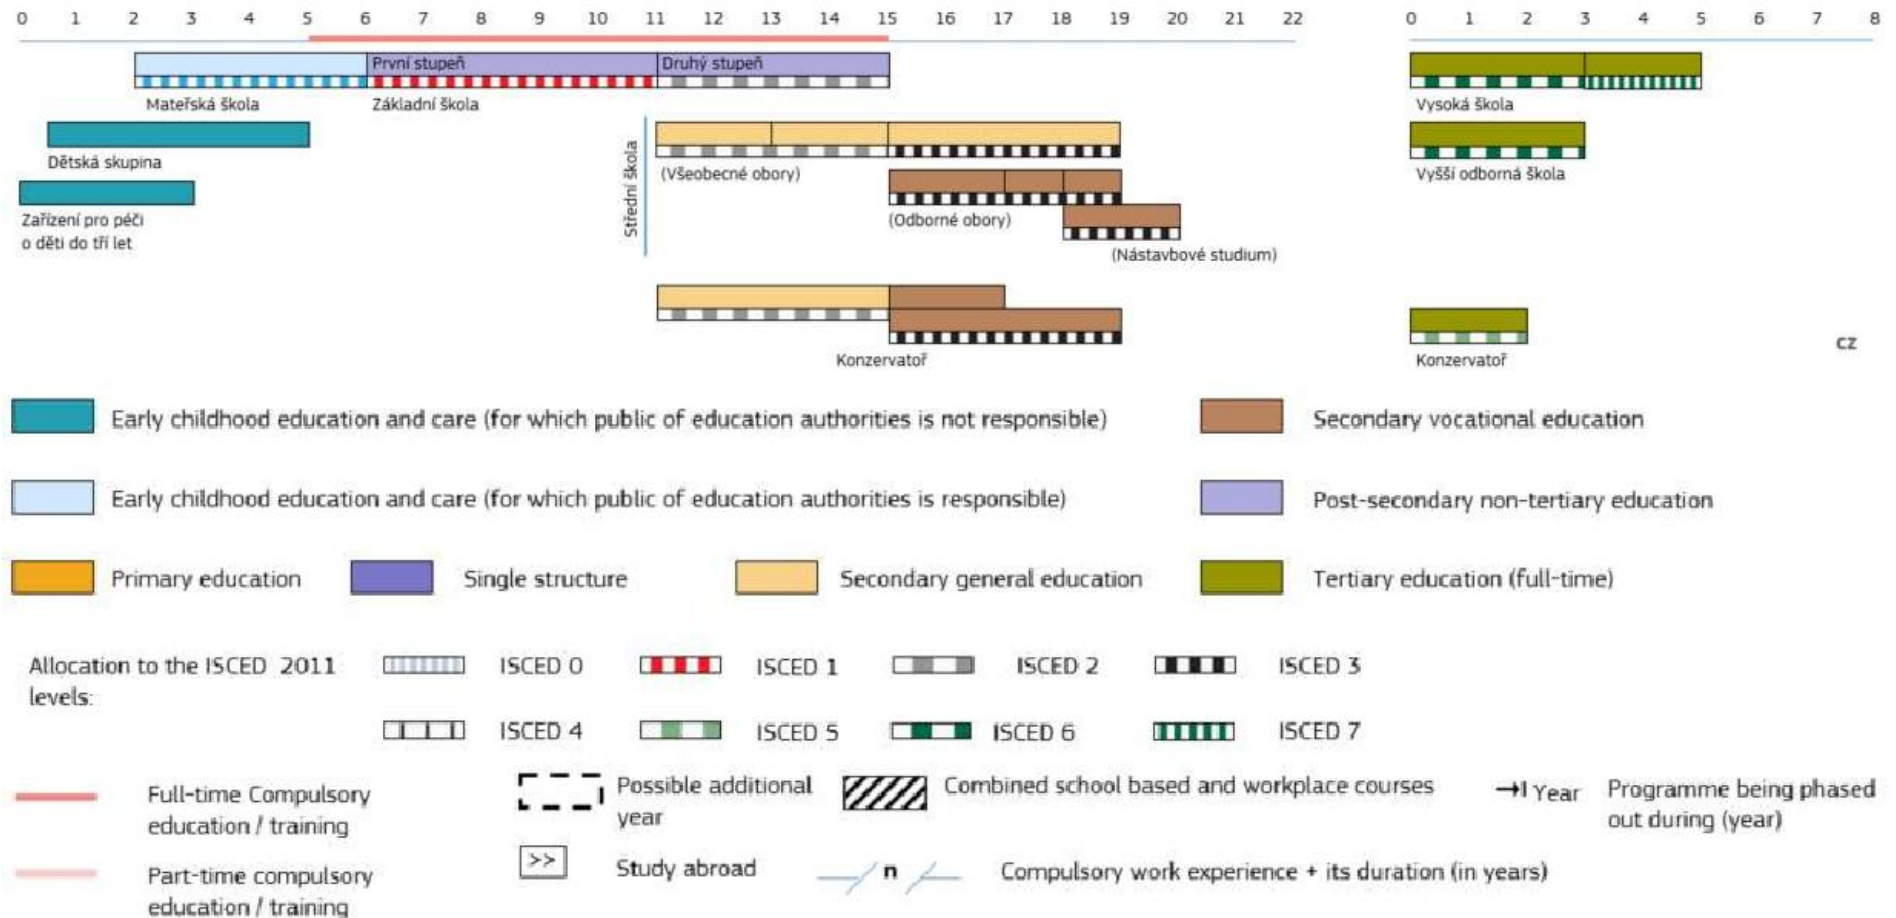 0 1 2 3 4 5 6 7 8 9 10 11 12 13 14 15 16 17 18 19 20 21 22
0 1 2 3 4 5 6 7 8
První stupeň Druhý stupeň
Mateřská škola Základní škola Vysoká škola
Dětská skupina
Střední škola
(Všeobecné obory) Vyšší odborná škola
Zařízení pro péči
o děti do tří let
(Odborné obory)
(Nástavbové studium)
Konzervatoř Konzervatoř
CZ
Early childhood education and care (for which public of education authorities is not responsible) Secondary vocational education
Early childhood education and care (for which public of education authorities is responsible) Post-secondary non-tertiary education
Primary education Single structure Secondary general education Tertiary education (full-time)
Allocation to the ISCED 2011
levels:
ISCED 0 ISCED 1 ISCED 2 ISCED 3
ISCED 4 ISCED 5 ISCED 6 ISCED 7
Full-time Compulsory
education / training
Possible additional
year
Combined school based and workplace courses
Year Programme being phased
out during (year)
Part-time compulsory
education / training
>> Study abroad
n Compulsory work experience + its duration (in years)